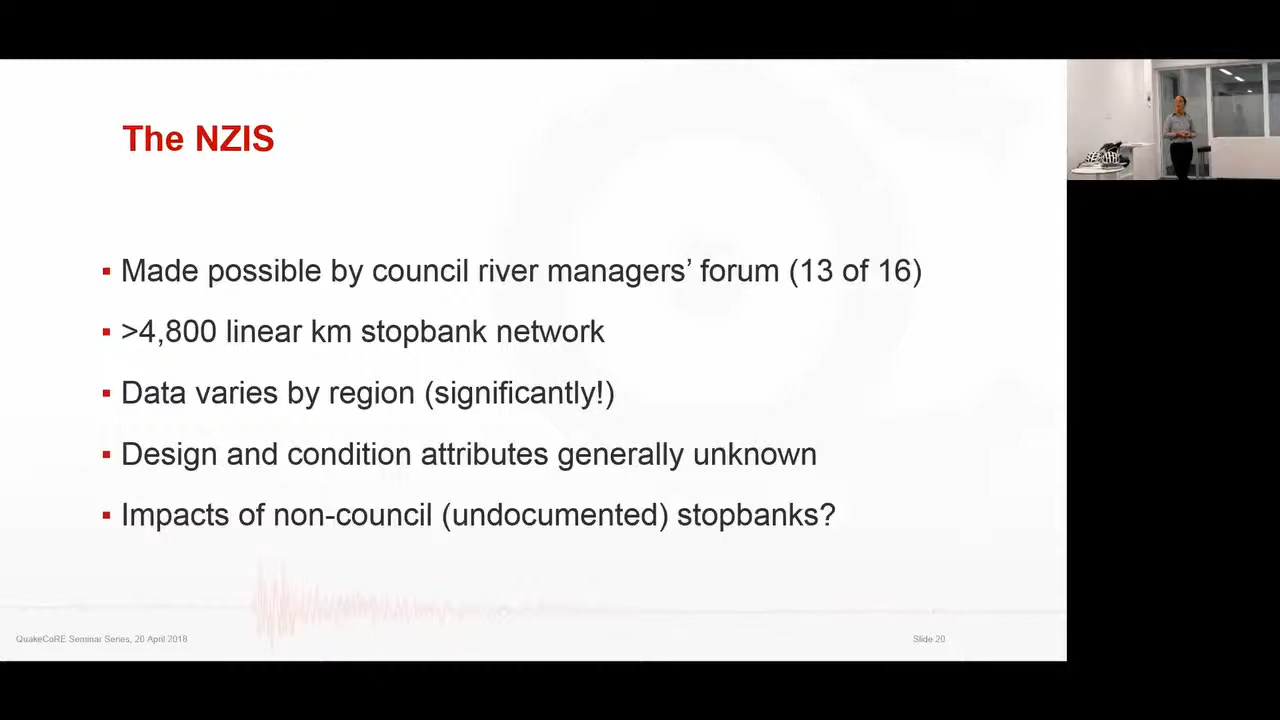 The NZIS
▪ Made possible by council river managers’ forum (13 of 16)
▪ >4,800 linear km stopbank network
▪ Data varies by region (significantly!)
▪ Design and condition attributes generally unknown
▪ Impacts of non-council (undocumented) stopbanks?
QuakeCoRE Seminar Series, 20 April 2018
Slide 20